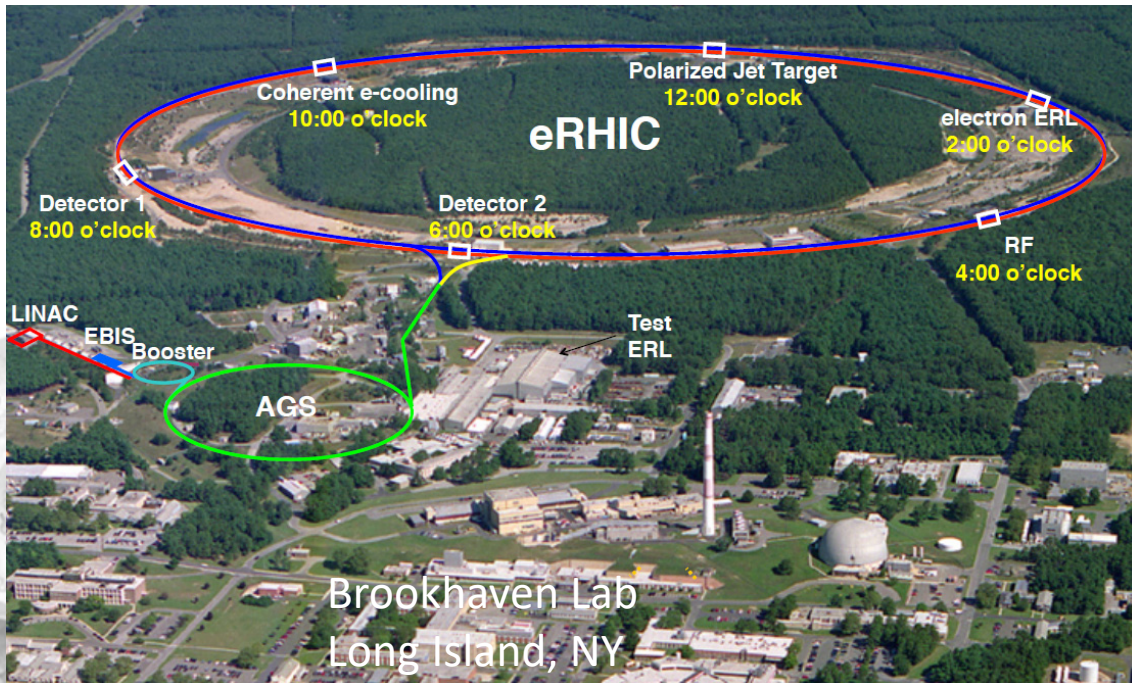 Polarized Jet Target
12:00 o'clock
Coherent e-cooling
10:00 o'clock
eRHIC
electron ERL
2:00 o'clock
Detector 1
8:00 o'clock
Detector 2
6:00 o'clock
RF
4:00 o'clock
LINAC
EBIS
Booster
Test
ERL
AGS
Brookhaven Lab
Long Island, NY